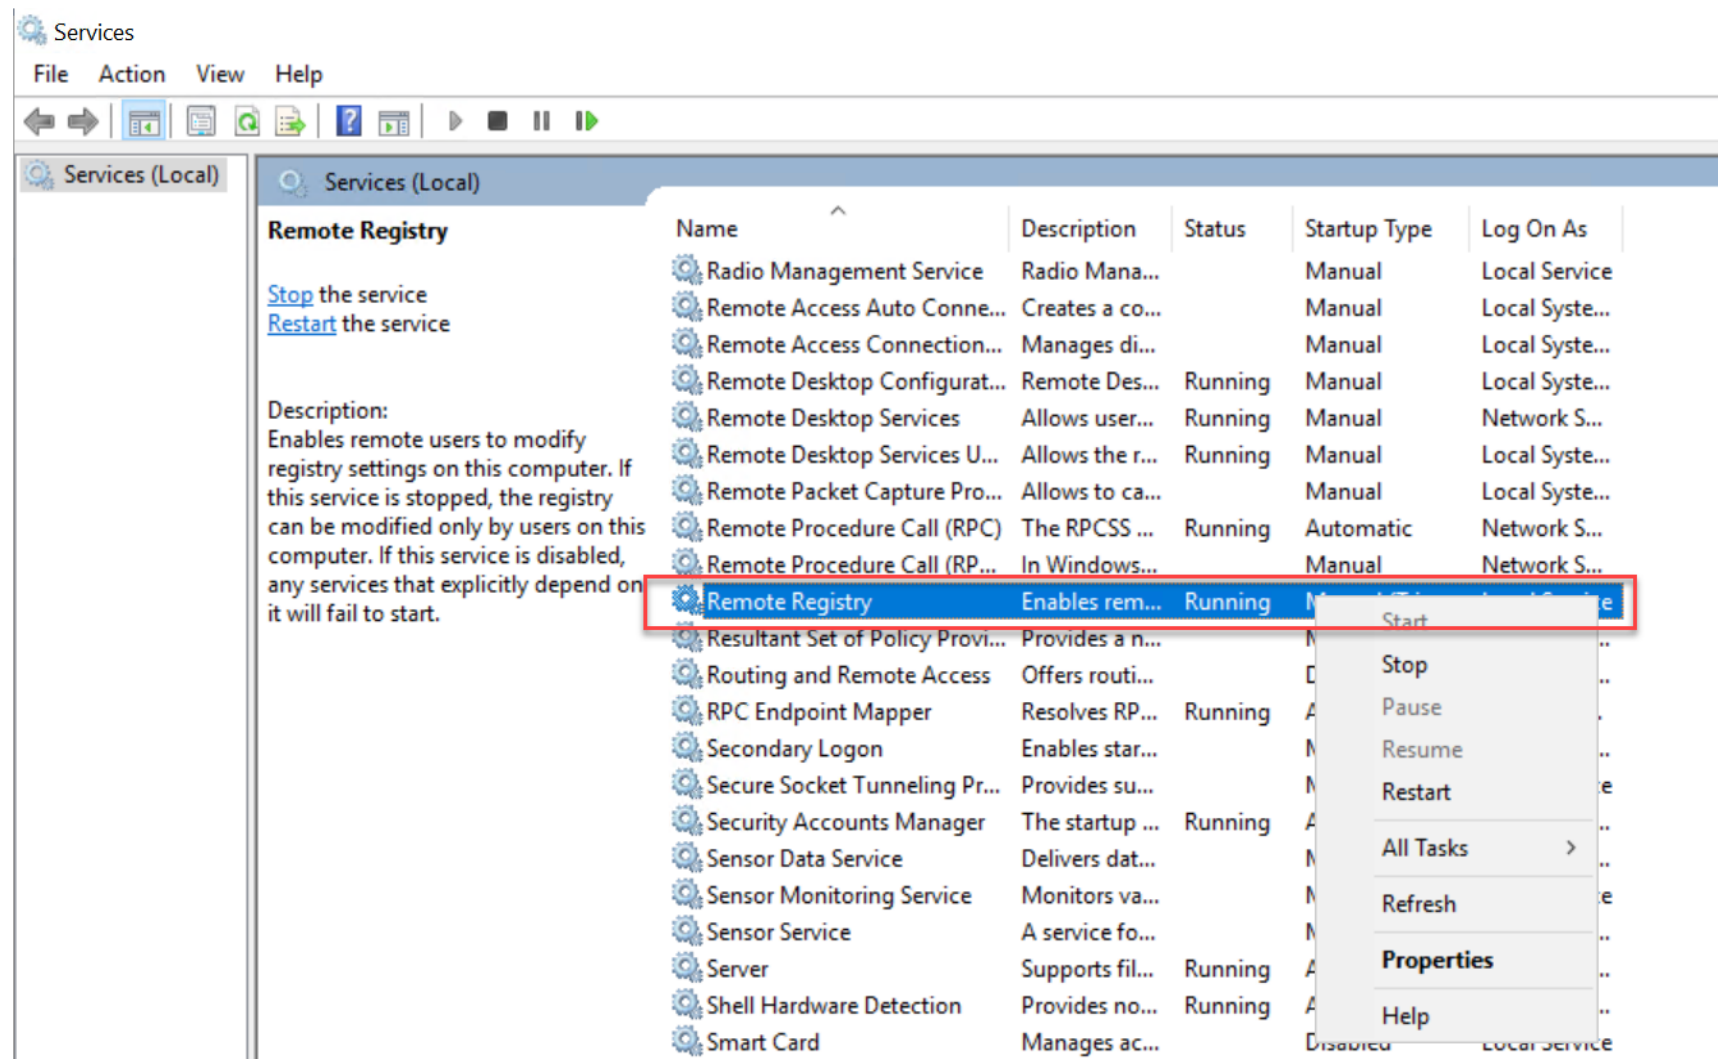 Services
File Action View Help
Services (Local)
Services (Local)
Remote Registry
Stop the service
Restart the service
Description:
Enables remote users to modify
registry settings on this computer. If
this service is stopped, the registry
can be modified only by users on this
computer. If this service is disabled,
any services that explicitly depend on
it will fail to start.
Name Description Status Startup Type Log On As
Radio Management Service Radio Mana... Manual Local Service
Remote Access Auto Conne... Creates a co... Manual Local Syste...
Remote Access Connection... Manages di... Manual Local Syste...
Remote Desktop Configurat... Remote Des... Running Manual Local Syste...
Remote Desktop Services Allows user... Running Manual Network S...
Remote Desktop Services U... Allows the r... Running Manual Local Syste...
Remote Packet Capture Pro... Allows to ca... Manual Local Syste...
Remote Procedure Call (RPC) The RPCSS ... Running Automatic Network S...
Remote Procedure Call (RP... In Windows... Manual Network S...
Remote Registry Enables rem... Running
Resultant Set of Policy Provi... Provides a n...
Routing and Remote Access Offers routi...
RPC Endpoint Mapper Resolves RP... Running
Secondary Logon Enables star...
Secure Socket Tunneling Pr... Provides su...
Security Accounts Manager The startup ... Running
Sensor Data Service Delivers dat...
Sensor Monitoring Service Monitors va...
Sensor Service A service fo...
Server Supports fil... Running
Shell Hardware Detection Provides no... Running
Smart Card Manages ac... Disabled Local Service
Start
Stop
Pause
Resume
Restart
All Tasks
Refresh
Properties
Help